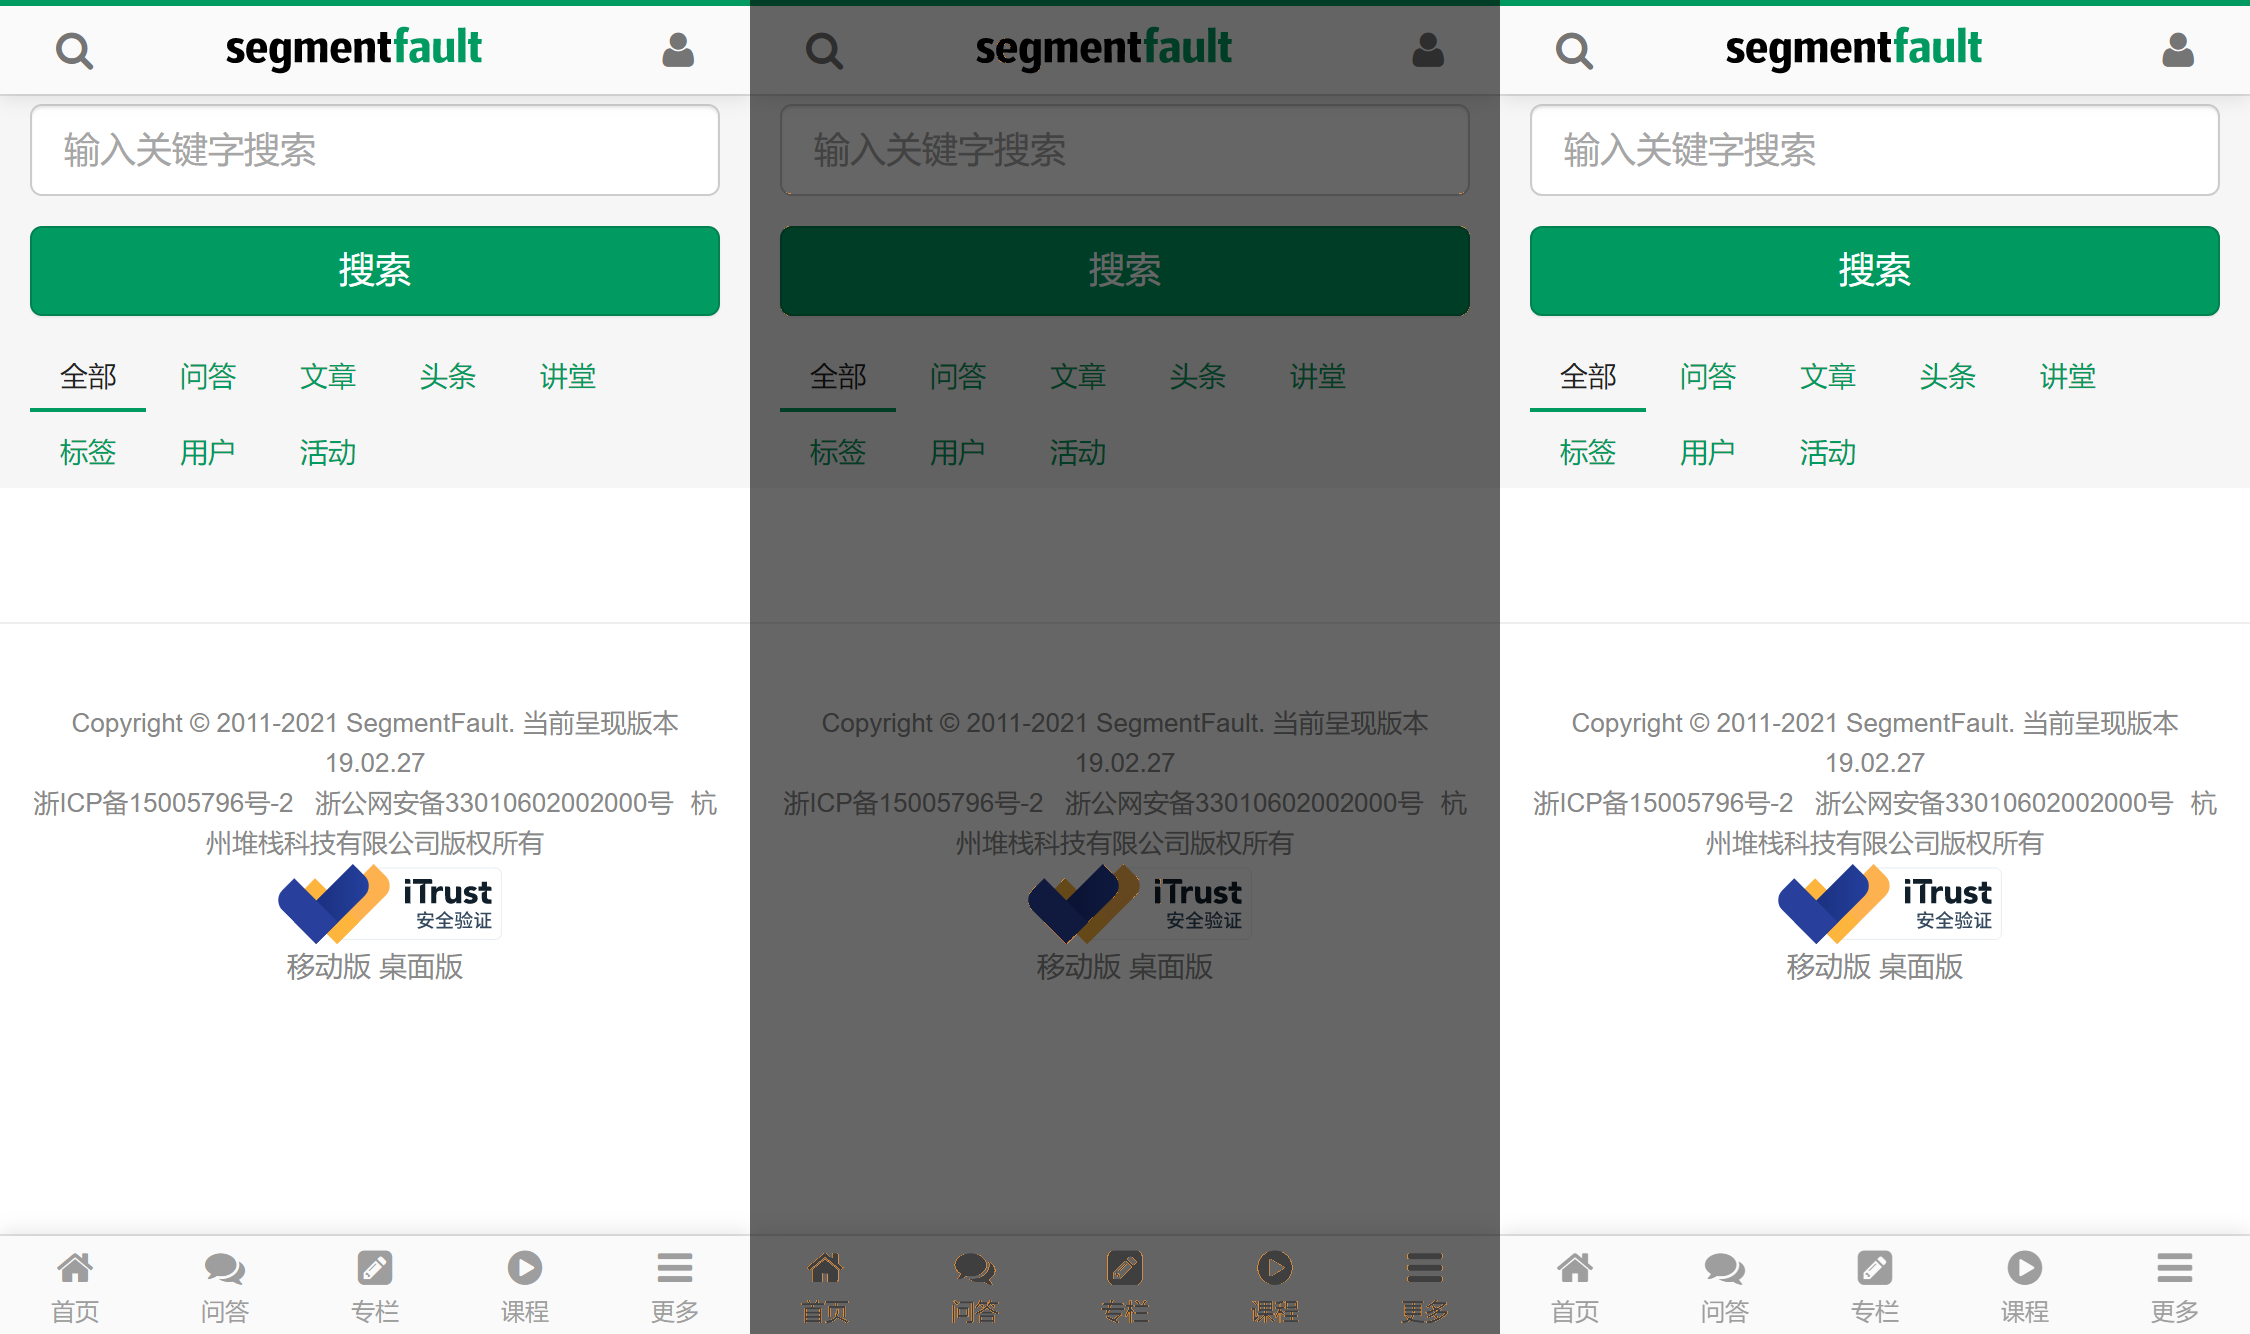 segmentfault
输入关键字搜索
搜索
全部 问答 文章 头条 讲堂
标签 用户 活动
Copyright © 2011-2021 SegmentFault. 当前呈现版本
19.02.27
浙ICP备15005796号-2 浙公网安备33010602002000号 杭
州堆栈科技有限公司版权所有
iTrust
安全验证
移动版 桌面版
首页 问答 专栏 课程 更多
segmentfault
输入关键字搜索
搜索
全部 问答 文章 头条 讲堂
标签 用户 活动
Copyright © 2011-2021 SegmentFault. 当前呈现版本
19.02.27
浙ICP备15005796号-2 浙公网安备33010602002000号 杭
州堆栈科技有限公司版权所有
iTrust
安全验证
移动版 桌面版
首页 问答 专栏 课程 更多
segmentfault
输入关键字搜索
搜索
全部 问答 文章 头条 讲堂
标签 用户 活动
Copyright © 2011-2021 SegmentFault. 当前呈现版本
19.02.27
浙ICP备15005796号-2 浙公网安备33010602002000号 杭
州堆栈科技有限公司版权所有
iTrust
安全验证
移动版 桌面版
首页 问答 专栏 课程 更多